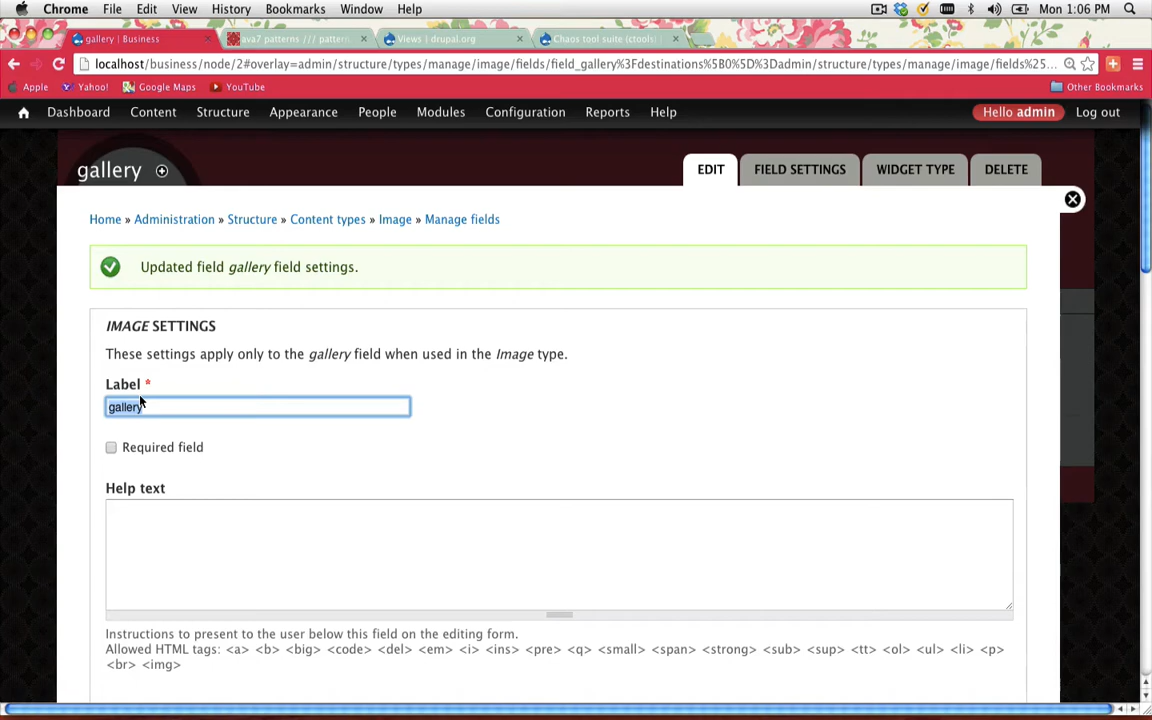 Chrome File Edit View History Bookmarks Window Help Mon 1:06 PM
gallery | Business ava7 patterns /// pattern Views | drupal.org Chaos tool suite (ctools) |
localhost/business/node/2#overlay=admin/structure/types/manage/image/fields/field_gallery%3Fdestinations%5B0%5D%3Dadmin/structure/types/manage/image/fields%25...
Apple Yahoo! Google Maps YouTube Other Bookmarks
Dashboard Content Structure Appearance People Modules Configuration Reports Help Hello admin Log out
gallery EDIT FIELD SETTINGS WIDGET TYPE DELETE
Home » Administration » Structure » Content types » Image » Manage fields
Updated field gallery field settings.
IMAGE SETTINGS
These settings apply only to the gallery field when used in the Image type.
Label *
gallery
Required field
Help text
Instructions to present to the user below this field on the editing form.
Allowed HTML tags: <a> <b> <big> <code> <del> <em> <i> <ins> <pre> <q> <small> <span> <strong> <sub> <sup> <tt> <ol> <ul> <li> <p>
<br> <img>